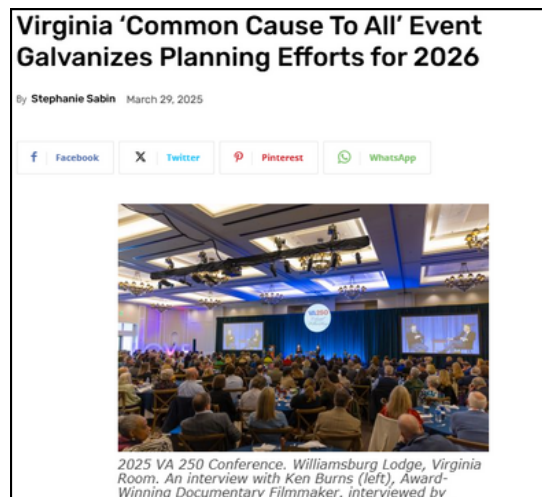 Virginia ‘Common Cause To All’ Event
Galvanizes Planning Efforts for 2026
By Stephanie Sabin March 29, 2025
Facebook
Twitter
Pinterest
WhatsApp
VA250
2025 VA 250 Conference. Williamsburg Lodge, Virginia
Room. An interview with Ken Burns (left), Award-
Winning Documentary Filmmaker, interviewed by